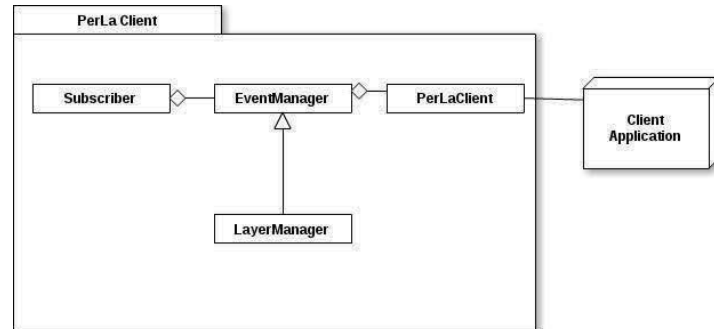 PerLa Client
Subscriber
EventManager
PerLaClient
Client
Application
LayerManager